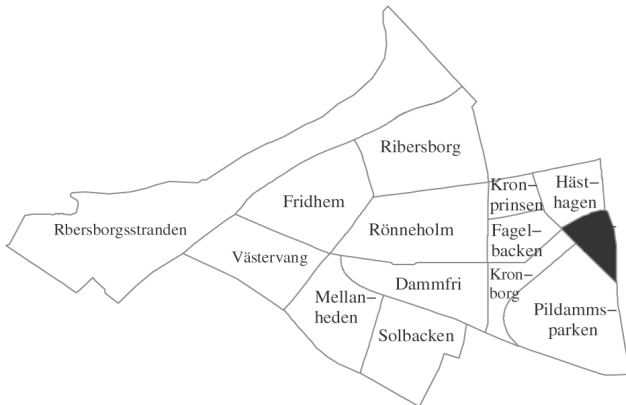 Ribersborg
Kron-
prinsen
Häst-
hagen
Fridhem
Rönneholm
Rbersborgsstranden
Fagel-
backen
Västervang
Dammfri
Kron-
borg
Mellan-
heden
Pildamms-
parken
Solbacken